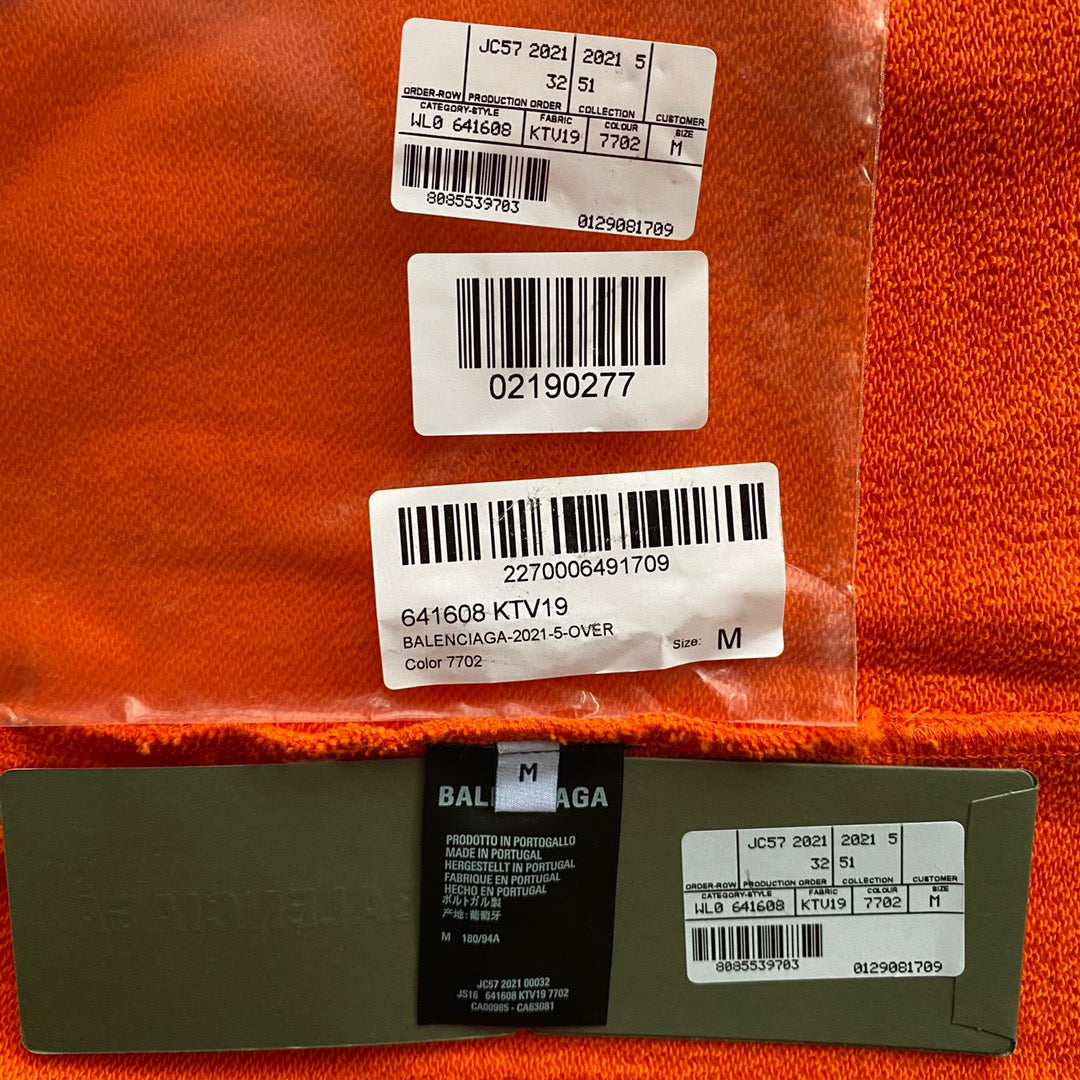 JC57 2021 2021 5
32 51
ORDER-ROW PRODUCTION ORDER COLLECTION CUSTOMER
CATEGORY-STYLE FABRIC COLOUR SIZE
WL0 641608 KTV19 7702 M
8085539703
0129081709
02190277
2270006491709
641608 KTV19
BALENCIAGA-2021-5-OVER
Color 7702
Size: M
M
BAL AGA
PRODOTTO IN PORTOGALLO
MADE IN PORTUGAL
HERGESTELLT IN PORTUGAL
FABRIQUE EN PORTUGAL
HECHO EN PORTUGAL
ポルトガル製
产地:葡萄牙
M 180/94A
JC57 2021 00032
JS16 641608 KTV19 7702
CA00985 - CA63081
JC57 2021 2021 5
32 51
ORDER-ROW PRODUCTION ORDER COLLECTION CUSTOMER
CATEGORY-STYLE FABRIC COLOUR SIZE
WL0 641608 KTV19 7702 M
8085539703
0129081709